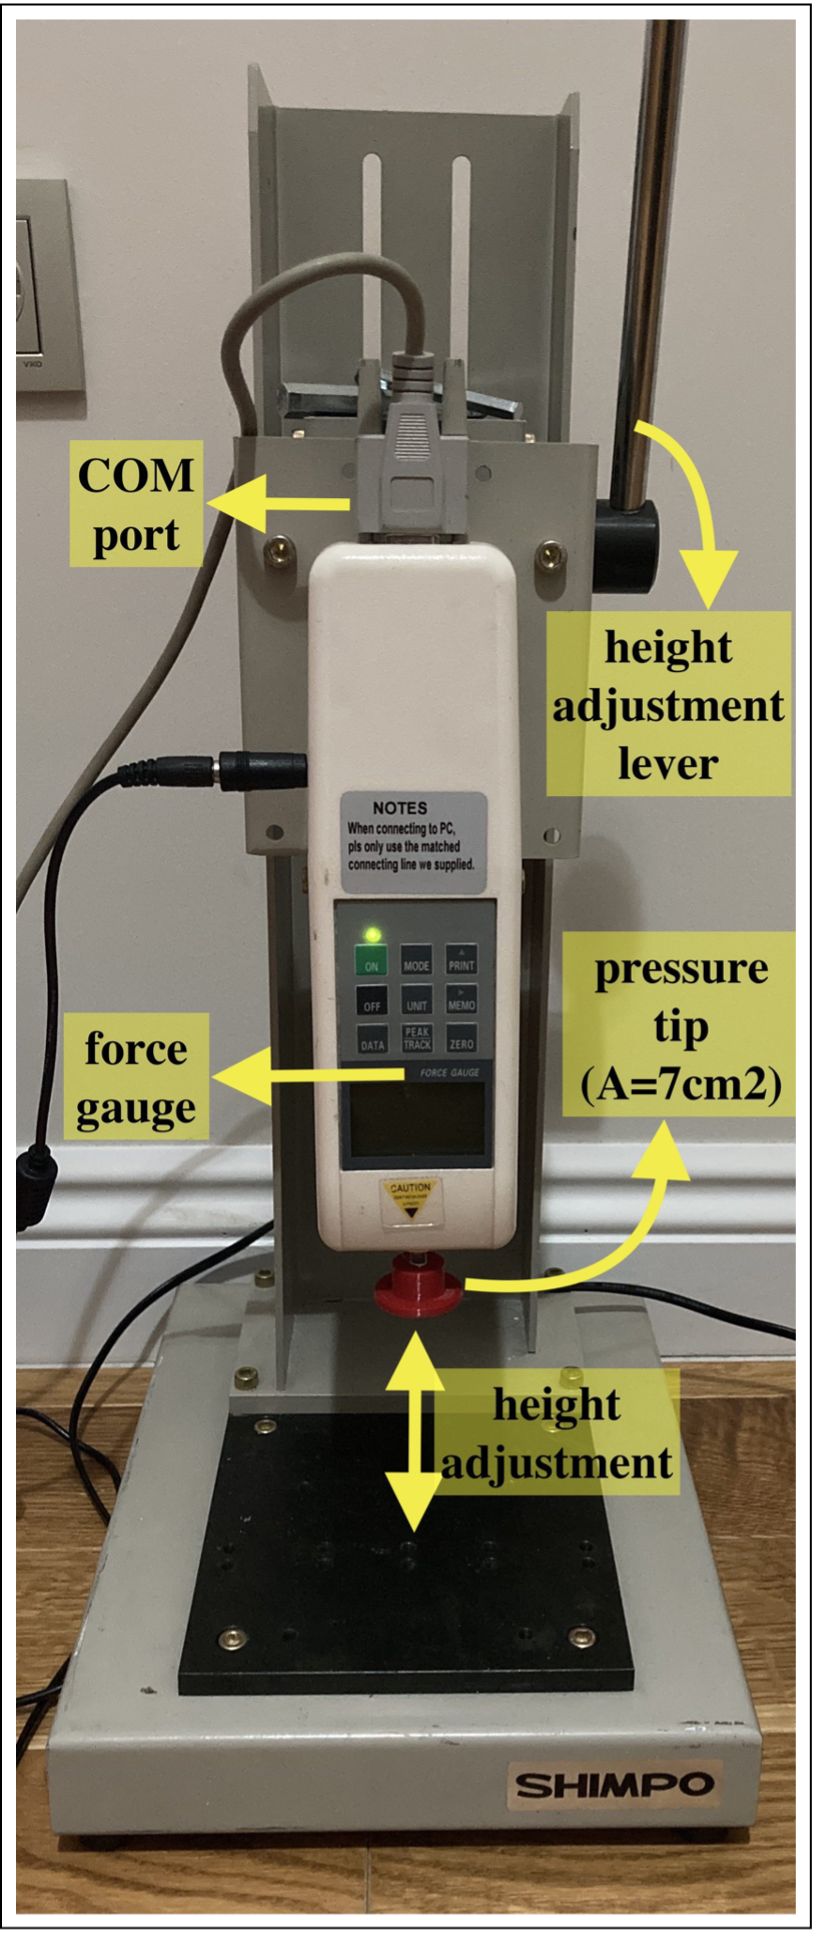 VKO
COM
port
height
adjustment
lever
NOTES
When connecting to PC,
pls only use the matched
connecting line we supplied.
ON MODE PRINT
OFF UNIT MEMO
DATA PEAK TRACK ZERO
FORCE GAUGE
pressure
tip
(A=7cm2)
force
gauge
CAUTION
height
adjustment
SHIMPO